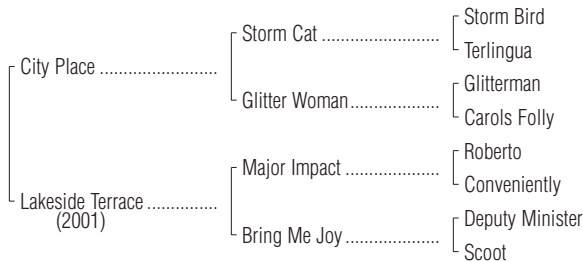 Storm Bird
Storm Cat ..........................
Terlingua
City Place ..........................
Glitterman
Glitter Woman....................
Carols Folly
Roberto
Major Impact .....................
Conveniently
Lakeside Terrace ...............
(2001)
Deputy Minister
Bring Me Joy .....................
Scoot